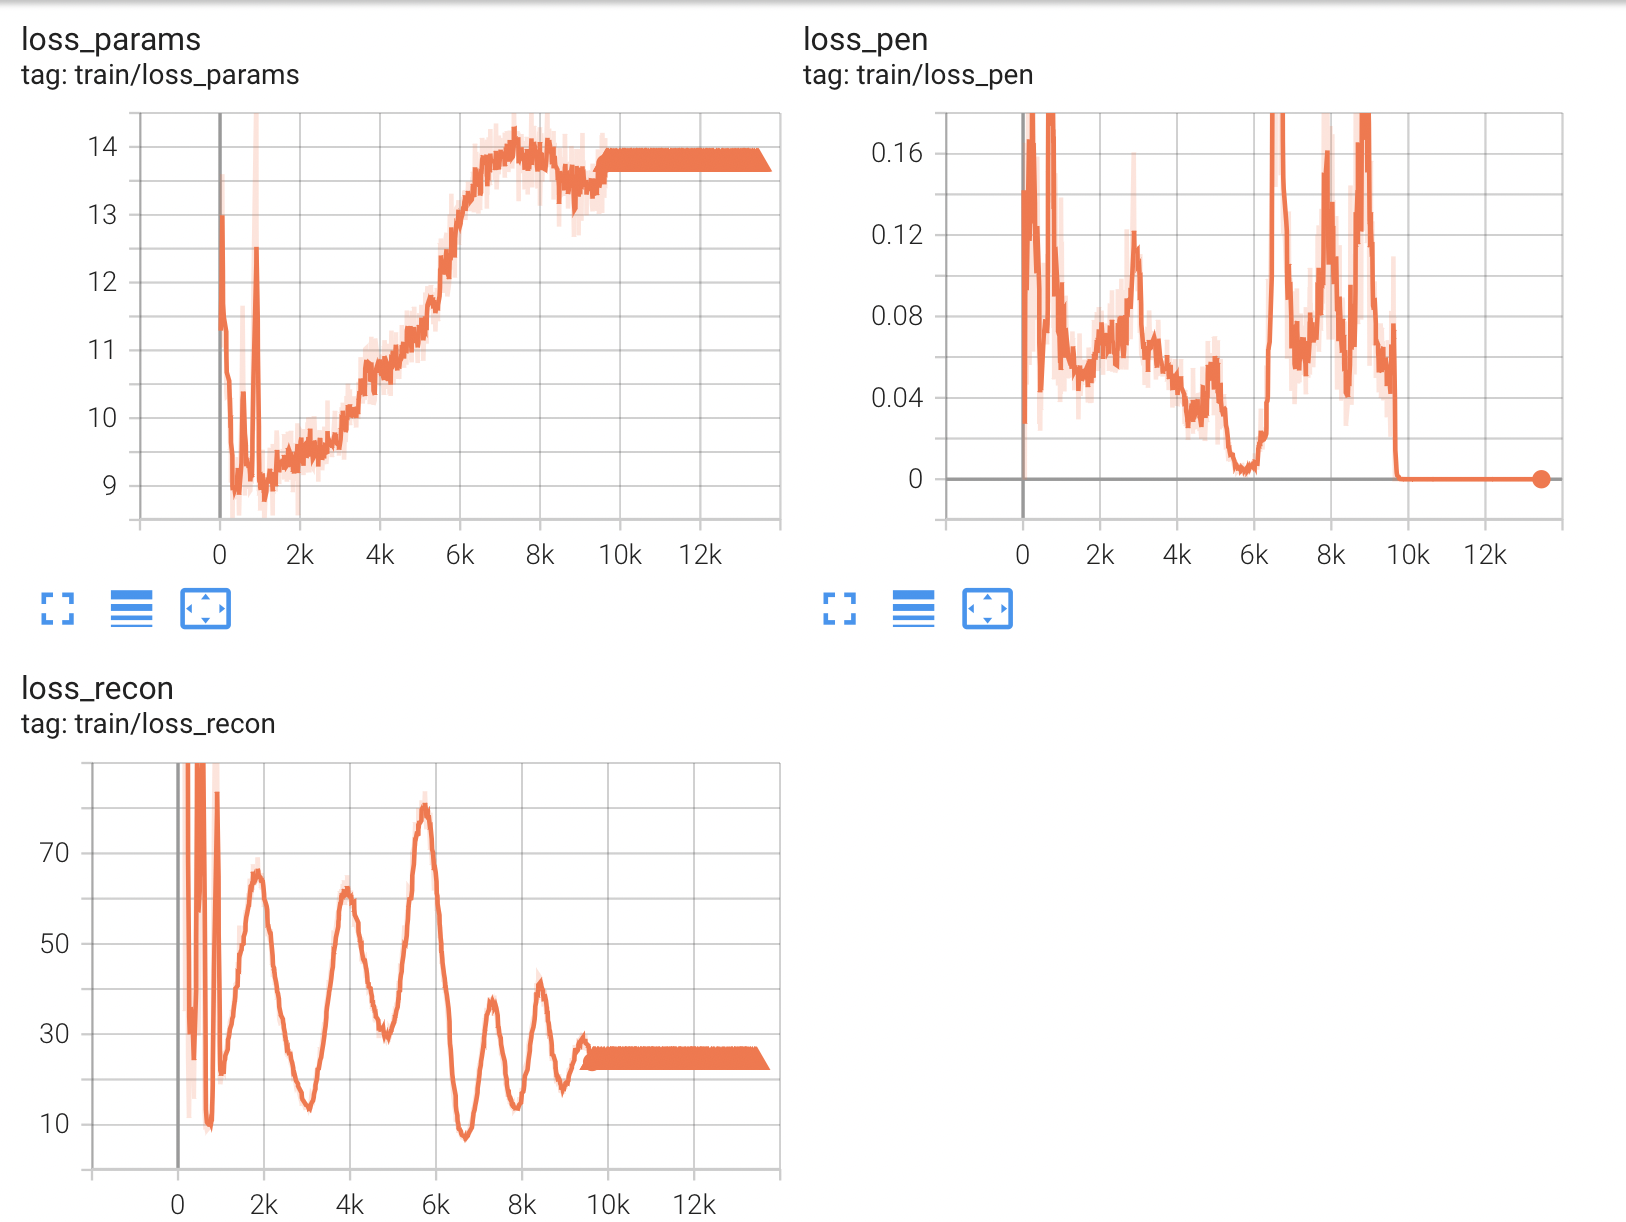 loss_params
tag: train/loss_params
14
13
12
11
10
9
0 2k 4k 6k 8k 10k 12k
loss_pen
tag: train/loss_pen
0.16
0.12
0.08
0.04
0
0 2k 4k 6k 8k 10k 12k
loss_recon
tag: train/loss_recon
70
50
30
10
0 2k 4k 6k 8k 10k 12k